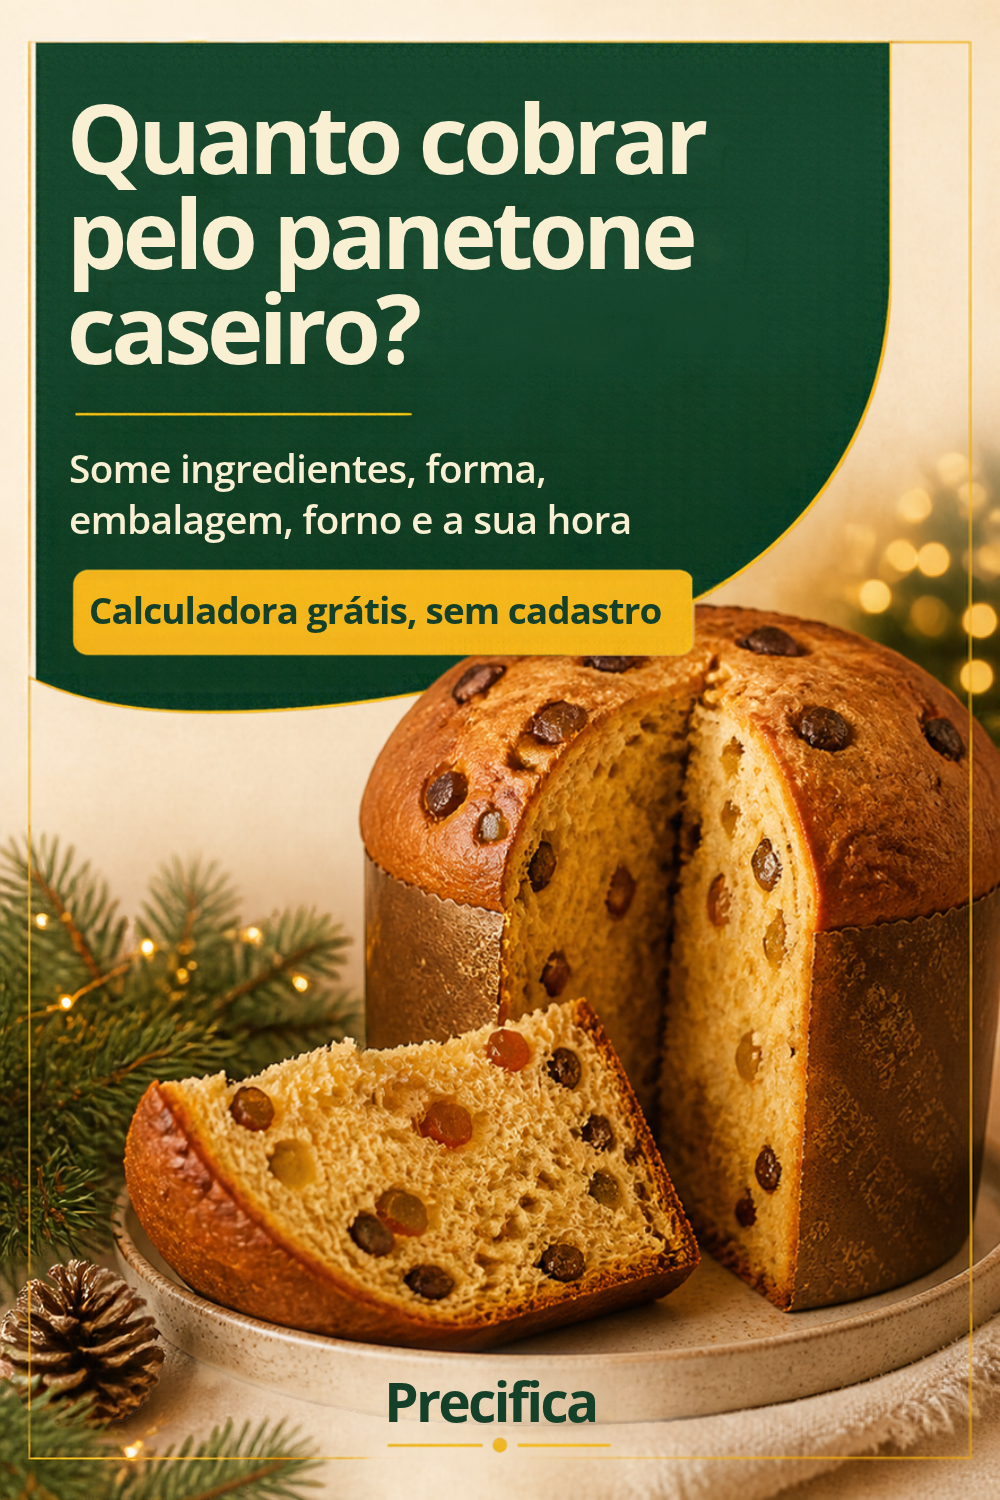 Quanto cobrar
pelo panetone
caseiro?
Some ingredientes, forma,
embalagem, forno e a sua hora
Calculadora grátis, sem cadastro
Precifica